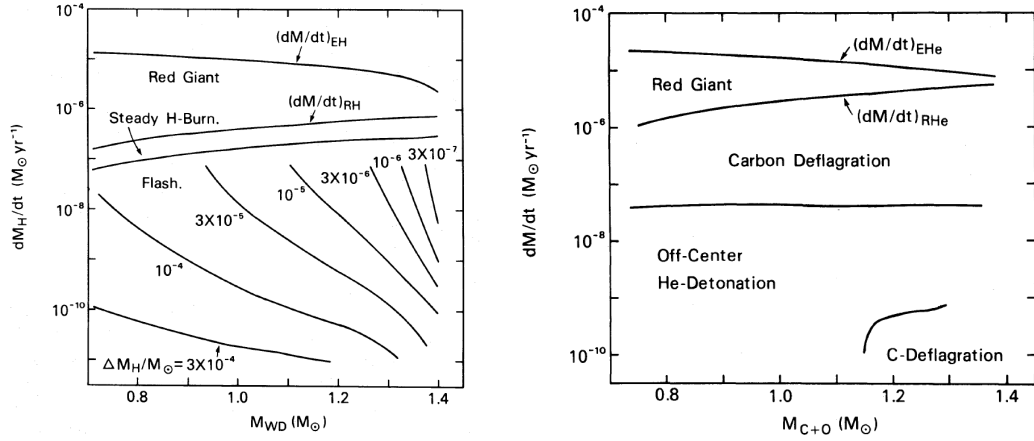 10⁻⁴
10⁻⁶
10⁻⁸
10⁻¹⁰
dM_H/dt (M_⊙ yr⁻¹)
(dM/dt)_EH
Red Giant
(dM/dt)_RH
Steady H-Burn.
Flash.
3X10⁻⁷
10⁻⁶
3X10⁻⁶
10⁻⁵
3X10⁻⁵
10⁻⁴
ΔM_H/M_⊙=3X10⁻⁴
0.8 1.0 1.2 1.4
M_WD (M_⊙)
10⁻⁴
10⁻⁶
10⁻⁸
10⁻¹⁰
dM/dt (M_⊙ yr⁻¹)
(dM/dt)_EHe
Red Giant
(dM/dt)_RHe
Carbon Deflagration
Off-Center
He-Detonation
C-Deflagration
0.8 1.0 1.2 1.4
M_C+O (M_⊙)